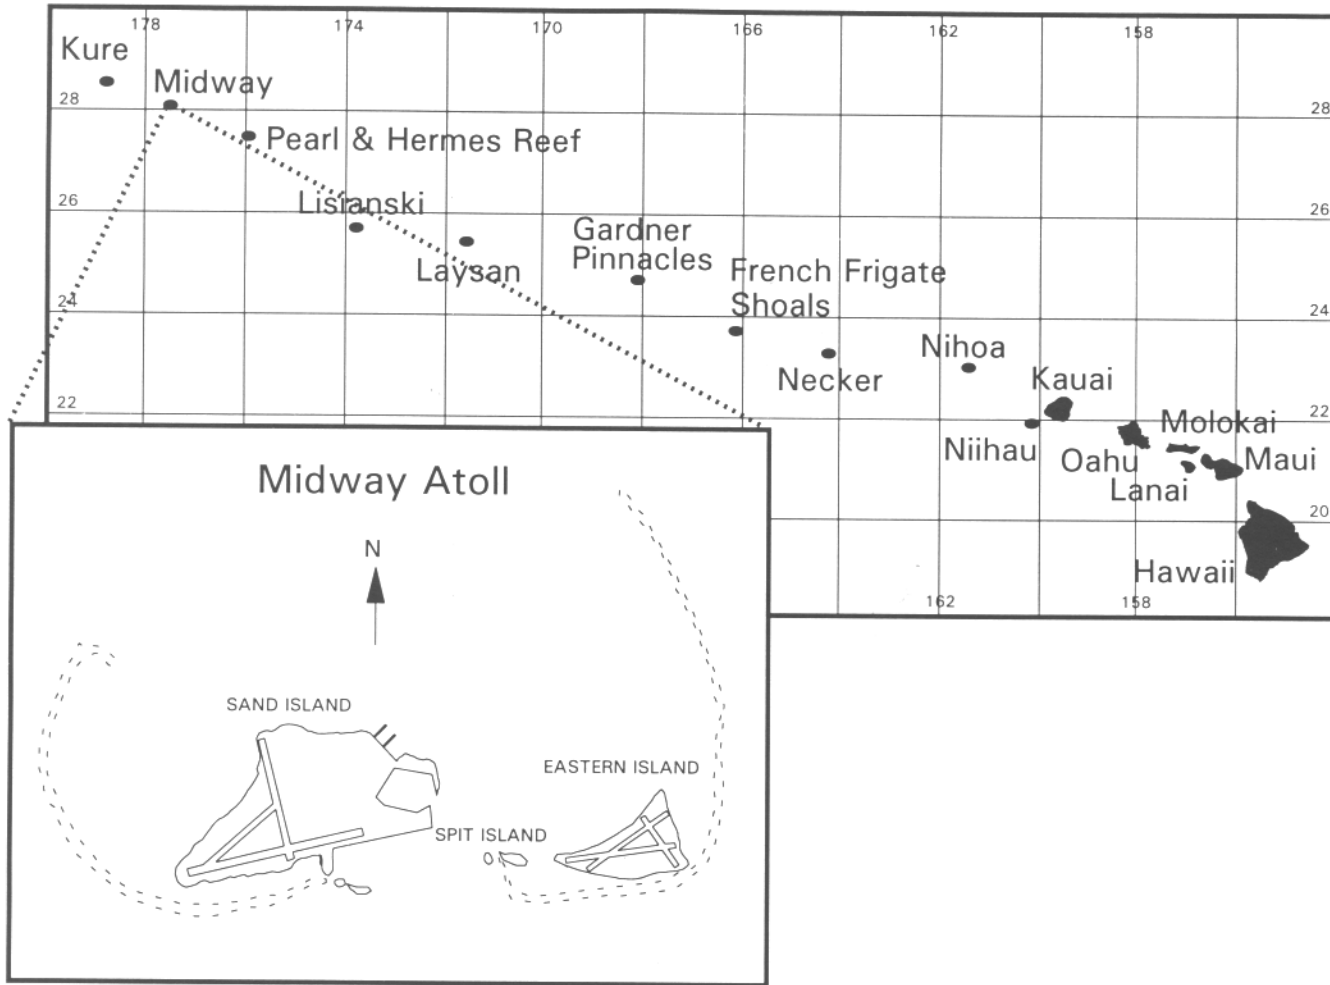 178
174
170
166
162
158
Kure
Midway
28
28
Pearl & Hermes Reef
26
Lisianski
26
Gardner
Pinnacles
Laysan
French Frigate
Shoals
24
24
Nihoa
Necker
Kauai
22
22
Niihau
Molokai
Oahu
Maui
Lanai
20
Hawaii
162
158
Midway Atoll
N
SAND ISLAND
EASTERN ISLAND
SPIT ISLAND